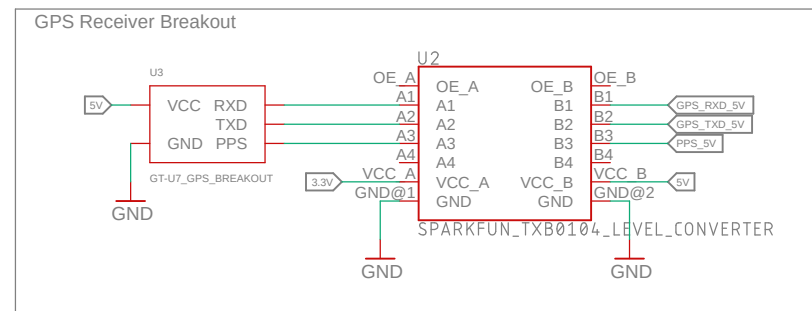 GPS Receiver Breakout
U3
5V
VCC RXD
TXD
GND PPS
GT-U7_GPS_BREAKOUT
GND
U2
OE_A OE_A OE_B OE_B
A1 A1 B1 B1 GPS_RXD_5V
A2 A2 B2 B2 GPS_TXD_5V
A3 A3 B3 B3 PPS_5V
A4 A4 B4 B4
3.3V VCC_A VCC_A VCC_B VCC_B 5V
GND@1 GND GND GND@2
SPARKFUN_TXB0104_LEVEL_CONVERTER
GND GND